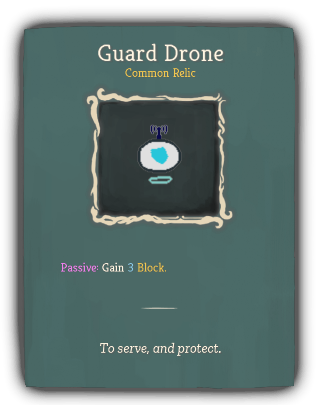 Guard Drone
Common Relic
Passive: Gain 3 Block.
To serve, and protect.